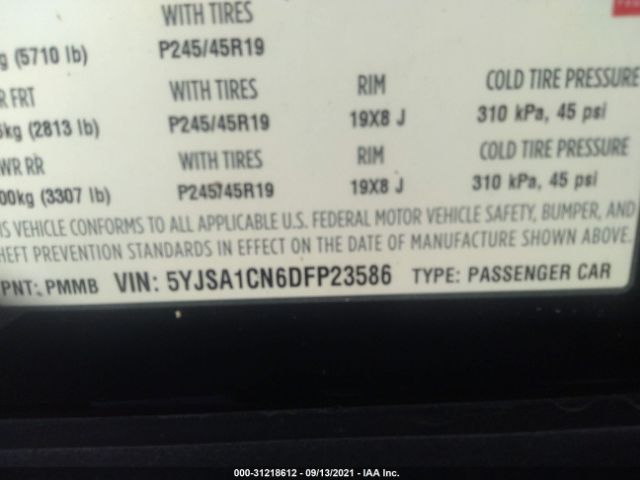 WITH TIRES
g (5710 lb) P245/45R19
R FRT WITH TIRES RIM COLD TIRE PRESSURE
kg (2813 lb) P245/45R19 19X8 J 310 kPa, 45 psi
WR RR WITH TIRES RIM COLD TIRE PRESSURE
00kg (3307 lb) P245/45R19 19X8 J 310 kPa, 45 psi
IS VEHICLE CONFORMS TO ALL APPLICABLE U.S. FEDERAL MOTOR VEHICLE SAFETY, BUMPER, AND
HEFT PREVENTION STANDARDS IN EFFECT ON THE DATE OF MANUFACTURE SHOWN ABOVE.
PNT: PMMB VIN: 5YJSA1CN6DFP23586 TYPE: PASSENGER CAR
000-31218612 - 09/13/2021 - IAA Inc.